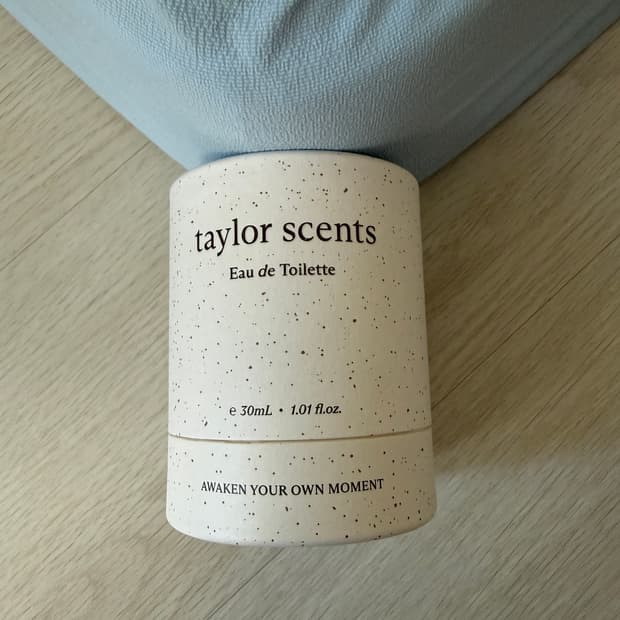 taylor scents
Eau de Toilette
e 30mL • 1.01 fl.oz.
AWAKEN YOUR OWN MOMENT